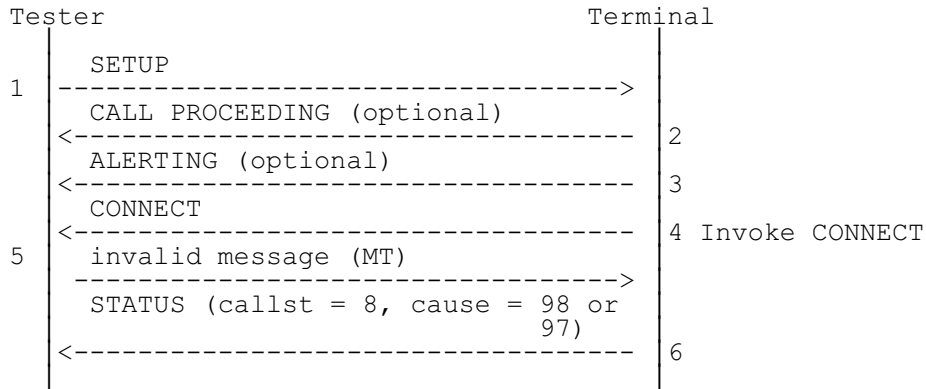 Tester Terminal
SETUP
1 ------------------------------------>
CALL PROCEEDING (optional)
<----------------------------------- 2
ALERTING (optional)
<----------------------------------- 3
CONNECT
<----------------------------------- 4 Invoke CONNECT
5 invalid message (MT)
----------------------------------->
STATUS (callst = 8, cause = 98 or
97)
<----------------------------------- 6